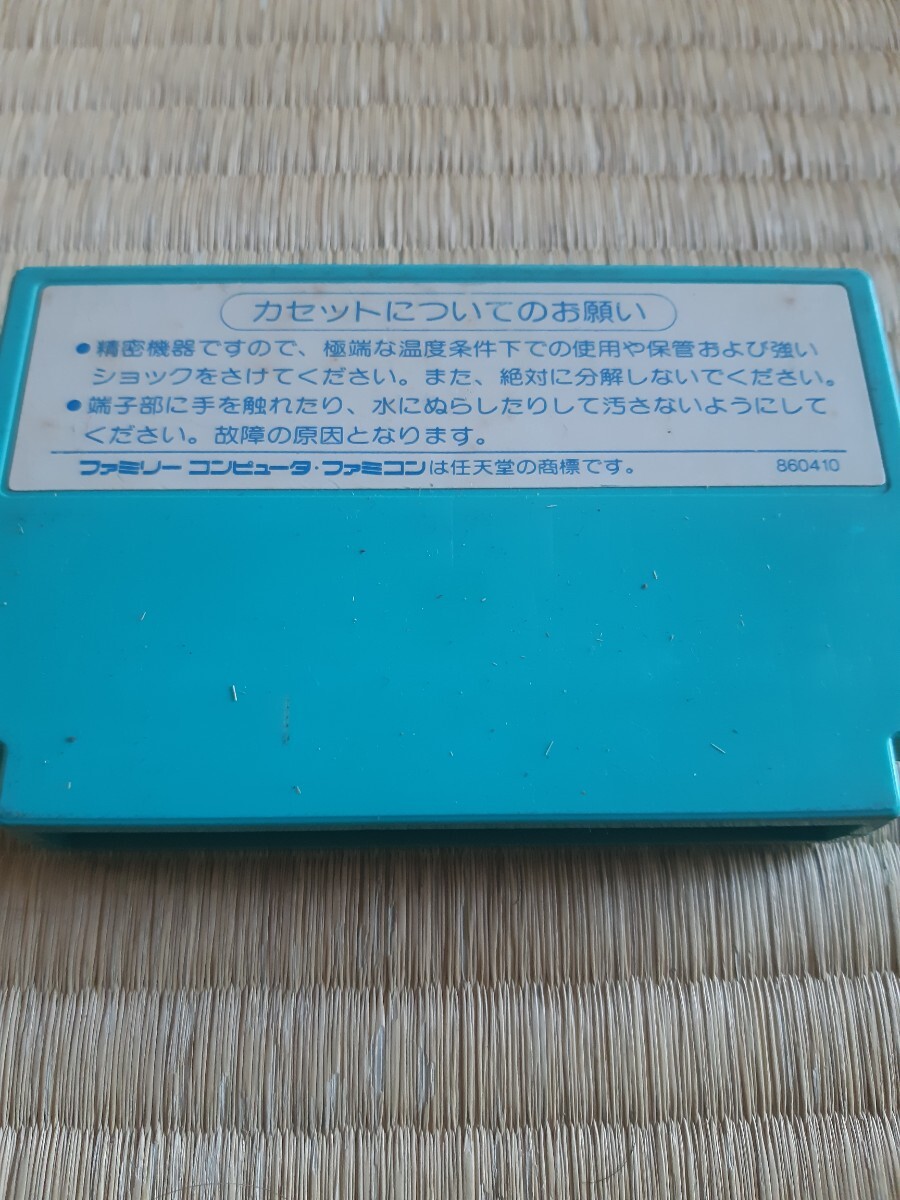 カセットについてのお願い
●精密機器ですので、極端な温度条件下での使用や保管および強い
ショックをさけてください。また、絶対に分解しないでください。
●端子部に手を触れたり、水にぬらしたりして汚さないようにして
ください。故障の原因となります。
ファミリーコンピュータ・ファミコンは任天堂の商標です。 860410